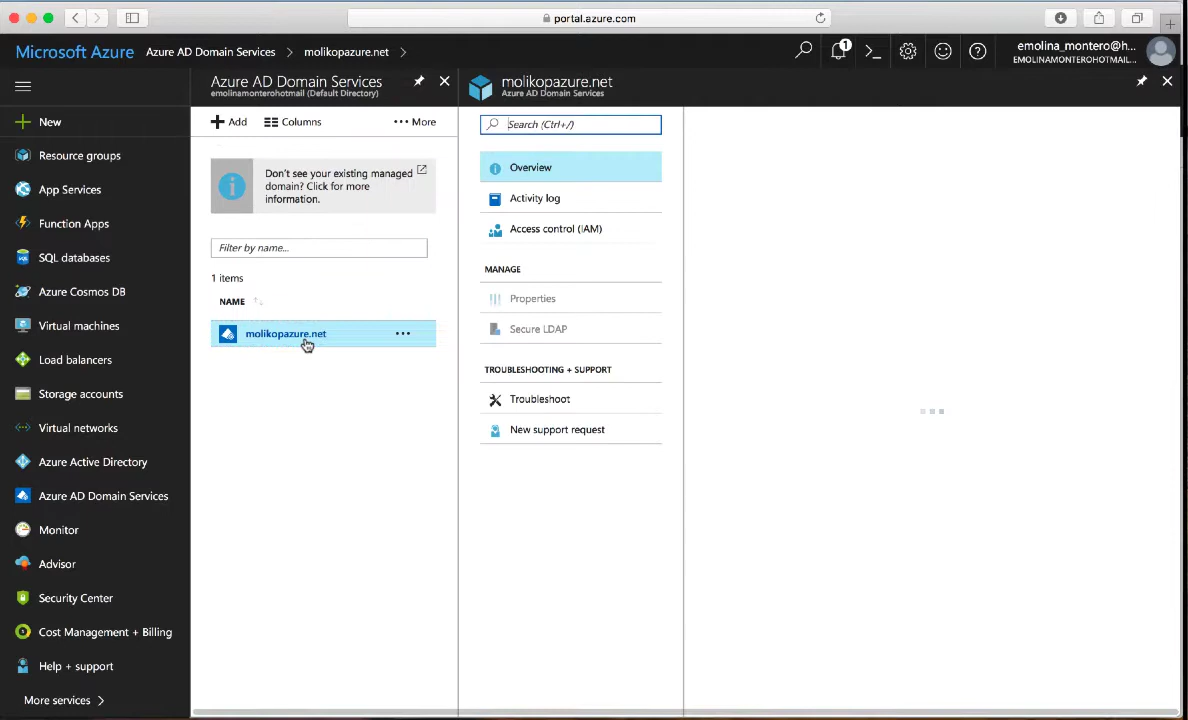 portal.azure.com
Microsoft Azure
Azure AD Domain Services
molikopazure.net
1
emolina_montero@h...
EMOLINAMONTEROHOTMAIL...
New
Resource groups
App Services
Function Apps
SQL databases
Azure Cosmos DB
Virtual machines
Load balancers
Storage accounts
Virtual networks
Azure Active Directory
Azure AD Domain Services
Monitor
Advisor
Security Center
Cost Management + Billing
Help + support
More services
Azure AD Domain Services
emolinamonterohotmail (Default Directory)
Add
Columns
More
Don't see your existing managed
domain? Click for more
information.
Filter by name...
1 items
NAME
molikopazure.net
molikopazure.net
Azure AD Domain Services
Search (Ctrl+/)
Overview
Activity log
Access control (IAM)
MANAGE
Properties
Secure LDAP
TROUBLESHOOTING + SUPPORT
Troubleshoot
New support request